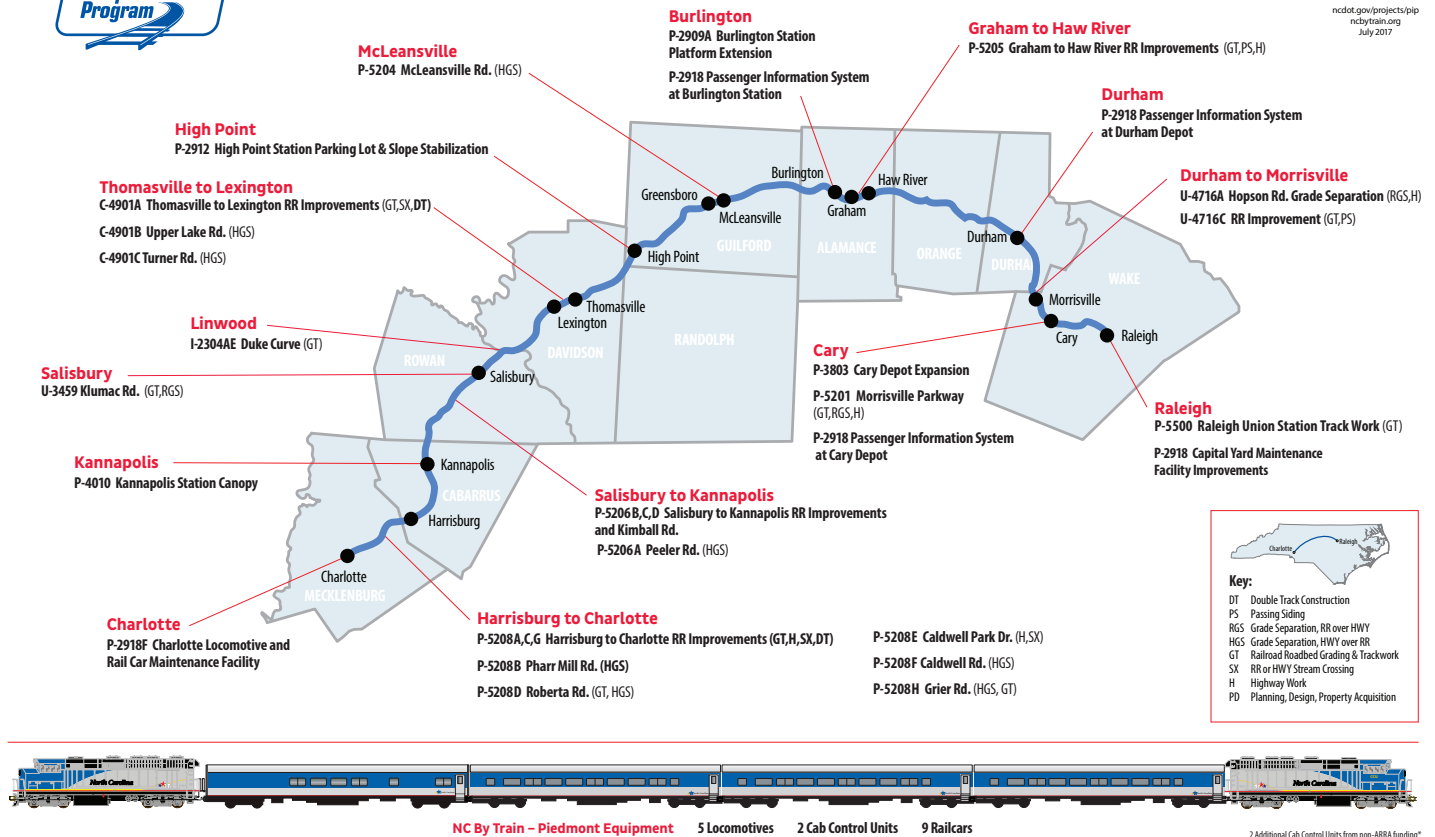 Program
ncdot.gov/projects/pip
ncbytrain.org
July 2017
Burlington
P-2909A Burlington Station
Platform Extension
P-2918 Passenger Information System
at Burlington Station
Graham to Haw River
P-5205 Graham to Haw River RR Improvements (GT,PS,H)
McLeansville
P-5204 McLeansville Rd. (HGS)
Durham
P-2918 Passenger Information System
at Durham Depot
High Point
P-2912 High Point Station Parking Lot & Slope Stabilization
Durham to Morrisville
U-4716A Hopson Rd. Grade Separation (RGS,H)
U-4716C RR Improvement (GT,PS)
Thomasville to Lexington
C-4901A Thomasville to Lexington RR Improvements (GT,SX,DT)
C-4901B Upper Lake Rd. (HGS)
C-4901C Turner Rd. (HGS)
Linwood
I-2304AE Duke Curve (GT)
Salisbury
U-3459 Klumac Rd. (GT,RGS)
Kannapolis
P-4010 Kannapolis Station Canopy
Charlotte
P-2918F Charlotte Locomotive and
Rail Car Maintenance Facility
Burlington
Haw River
Greensboro
McLeansville
Graham
GUILFORD
ALAMANCE
ORANGE
Durham
DURHA
WAKE
High Point
Morrisville
Thomasville
Lexington
Cary
Raleigh
RANDOLPH
DAVIDSON
ROWAN
Salisbury
Kannapolis
CABARRUS
Harrisburg
Charlotte
MECKLENBURG
Cary
P-3803 Cary Depot Expansion
P-5201 Morrisville Parkway
(GT,RGS,H)
P-2918 Passenger Information System
at Cary Depot
Raleigh
P-5500 Raleigh Union Station Track Work (GT)
P-2918 Capital Yard Maintenance
Facility Improvements
Salisbury to Kannapolis
P-5206B,C,D Salisbury to Kannapolis RR Improvements
and Kimball Rd.
P-5206A Peeler Rd. (HGS)
Harrisburg to Charlotte
P-5208A,C,G Harrisburg to Charlotte RR Improvements (GT,H,SX,DT)
P-5208B Pharr Mill Rd. (HGS)
P-5208D Roberta Rd. (GT, HGS)
P-5208E Caldwell Park Dr. (H,SX)
P-5208F Caldwell Rd. (HGS)
P-5208H Grier Rd. (HGS, GT)
Charlotte
Raleigh
Key:
DT Double Track Construction
PS Passing Siding
RGS Grade Separation, RR over HWY
HGS Grade Separation, HWY over RR
GT Railroad Roadbed Grading & Trackwork
SX RR or HWY Stream Crossing
H Highway Work
PD Planning, Design, Property Acquisition
North Carolina
North Carolina
NC By Train – Piedmont Equipment 5 Locomotives 2 Cab Control Units 9 Railcars
2 Additional Cab Control Units from non-ARRA funding*